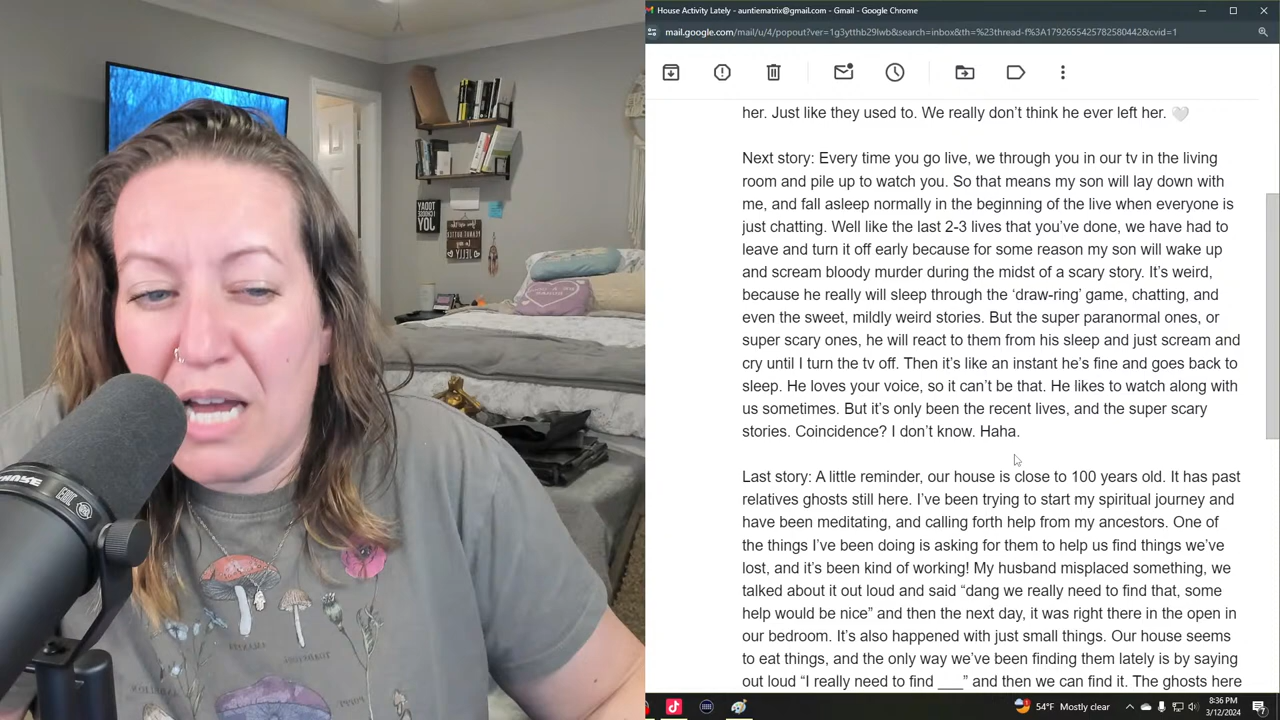 House Activity Lately - auntiematrix@gmail.com - Gmail - Google Chrome
mail.google.com/mail/u/4/popout?ver=1g3ytthb29lwb&search=inbox&th=%23thread-f%3A1792655425782580442&cvid=1
her. Just like they used to. We really don’t think he ever left her. 🤍
Next story: Every time you go live, we through you in our tv in the living
room and pile up to watch you. So that means my son will lay down with
me, and fall asleep normally in the beginning of the live when everyone is
just chatting. Well like the last 2-3 lives that you’ve done, we have had to
leave and turn it off early because for some reason my son will wake up
and scream bloody murder during the midst of a scary story. It’s weird,
because he really will sleep through the ‘draw-ring’ game, chatting, and
even the sweet, mildly weird stories. But the super paranormal ones, or
super scary ones, he will react to them from his sleep and just scream and
cry until I turn the tv off. Then it’s like an instant he’s fine and goes back to
sleep. He loves your voice, so it can’t be that. He likes to watch along with
us sometimes. But it’s only been the recent lives, and the super scary
stories. Coincidence? I don’t know. Haha.
Last story: A little reminder, our house is close to 100 years old. It has past
relatives ghosts still here. I’ve been trying to start my spiritual journey and
have been meditating, and calling forth help from my ancestors. One of
the things I’ve been doing is asking for them to help us find things we’ve
lost, and it’s been kind of working! My husband misplaced something, we
talked about it out loud and said “dang we really need to find that, some
help would be nice” and then the next day, it was right there in the open in
our bedroom. It’s also happened with just small things. Our house seems
to eat things, and the only way we’ve been finding them lately is by saying
out loud “I really need to find ___” and then we can find it. The ghosts here
54°F Mostly clear
8:36 PM
3/12/2024
TODAY
I CHOOSE
JOY
PEANUT BUTTER
to my
JELLY